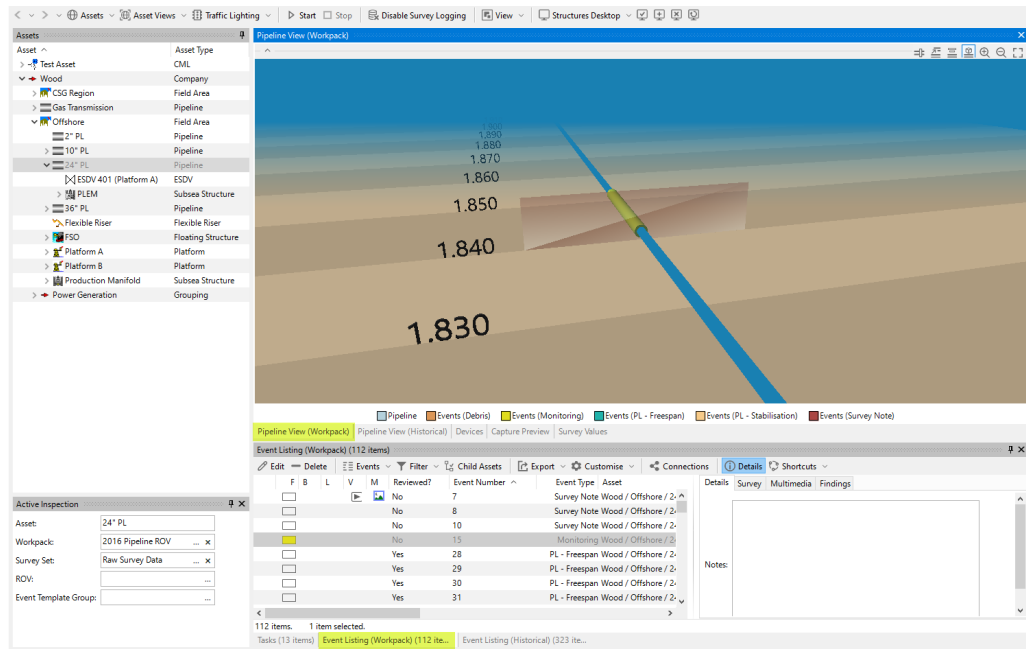 Assets Asset Views Traffic Lighting Start Stop Disable Survey Logging View Structures Desktop
Assets
Asset Asset Type
Test Asset CML
Wood Company
CSG Region Field Area
Gas Transmission Pipeline
Offshore Field Area
2" PL Pipeline
10" PL Pipeline
24" PL Pipeline
ESDV 401 (Platform A) ESDV
PLEM Subsea Structure
36" PL Pipeline
Flexible Riser Flexible Riser
FSO Floating Structure
Platform A Platform
Platform B Platform
Production Manifold Subsea Structure
Power Generation Grouping
Pipeline View (Workpack)
1.890
1.880
1.870
1.860
1.850
1.840
1.830
Pipeline Events (Debris) Events (Monitoring) Events (PL - Freespan) Events (PL - Stabilisation) Events (Survey Note)
Pipeline View (Workpack) Pipeline View (Historical) Devices Capture Preview Survey Values
Event Listing (Workpack) (112 items)
Edit Delete Events Filter Child Assets Export Customise Connections Details Shortcuts
F B L V M Reviewed? Event Number Event Type Asset
No 7 Survey Note Wood / Offshore / 2
No 8 Survey Note Wood / Offshore / 2
No 10 Survey Note Wood / Offshore / 2
No 15 Monitoring Wood / Offshore / 2
Yes 28 PL - Freespan Wood / Offshore / 2
Yes 29 PL - Freespan Wood / Offshore / 2
Yes 30 PL - Freespan Wood / Offshore / 2
Yes 31 PL - Freespan Wood / Offshore / 2
112 items. 1 item selected.
Tasks (13 items) Event Listing (Workpack) (112 ite... Event Listing (Historical) (323 ite...
Details Survey Multimedia Findings
Notes:
Active Inspection
Asset: 24" PL
Workpack: 2016 Pipeline ROV ... x
Survey Set: Raw Survey Data ... x
ROV: ...
Event Template Group: ...